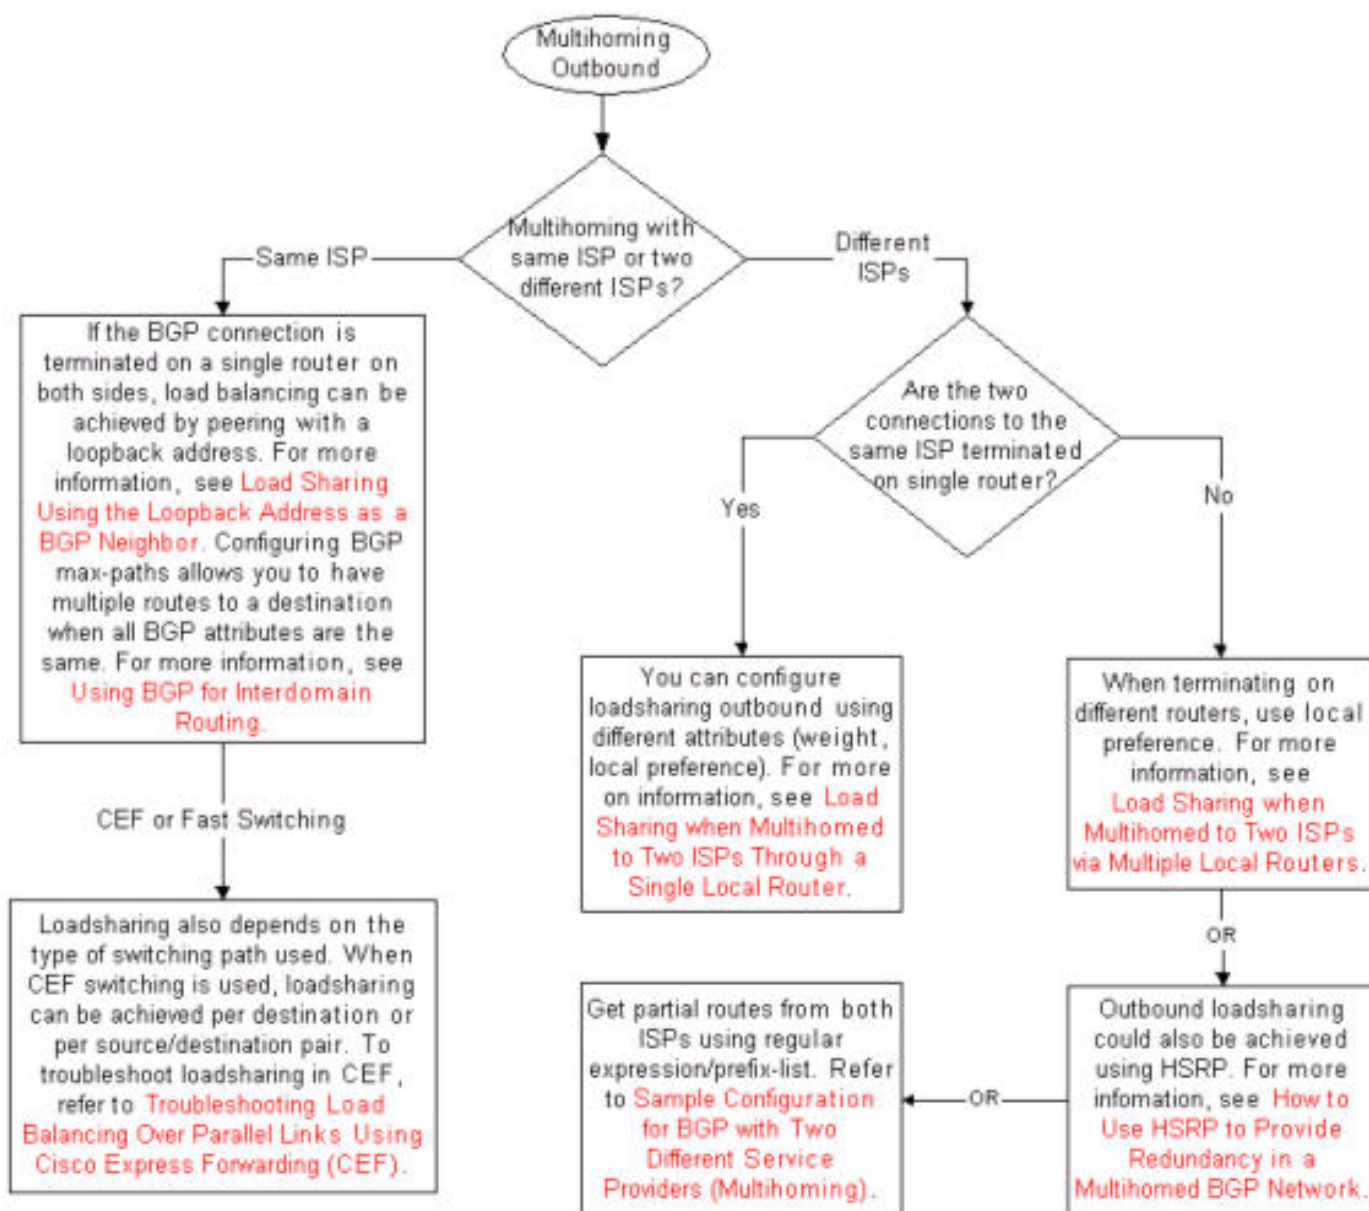 Multihoming
Outbound
Multihoming with
same ISP or two
different ISPs?
Same ISP
Different
ISPs
If the BGP connection is
terminated on a single router on
both sides, load balancing can be
achieved by peering with a
loopback address. For more
information, see Load Sharing
Using the Loopback Address as a
BGP Neighbor. Configuring BGP
max-paths allows you to have
multiple routes to a destination
when all BGP attributes are the
same. For more information, see
Using BGP for Interdomain
Routing.
CEF or Fast Switching
Loadsharing also depends on the
type of switching path used. When
CEF switching is used, loadsharing
can be achieved per destination or
per source/destination pair. To
troubleshoot loadsharing in CEF,
refer to Troubleshooting Load
Balancing Over Parallel Links Using
Cisco Express Forwarding (CEF).
Are the two
connections to the
same ISP terminated
on single router?
Yes
No
You can configure
loadsharing outbound using
different attributes (weight,
local preference). For more
on information, see Load
Sharing when Multihomed
to Two ISPs Through a
Single Local Router.
When terminating on
different routers, use local
preference. For more
information, see
Load Sharing when
Multihomed to Two ISPs
via Multiple Local Routers.
OR
Outbound loadsharing
could also be achieved
using HSRP. For more
infomation, see How to
Use HSRP to Provide
Redundancy in a
Multihomed BGP Network.
OR
Get partial routes from both
ISPs using regular
expression/prefix-list. Refer
to Sample Configuration
for BGP with Two
Different Service
Providers (Multihoming).